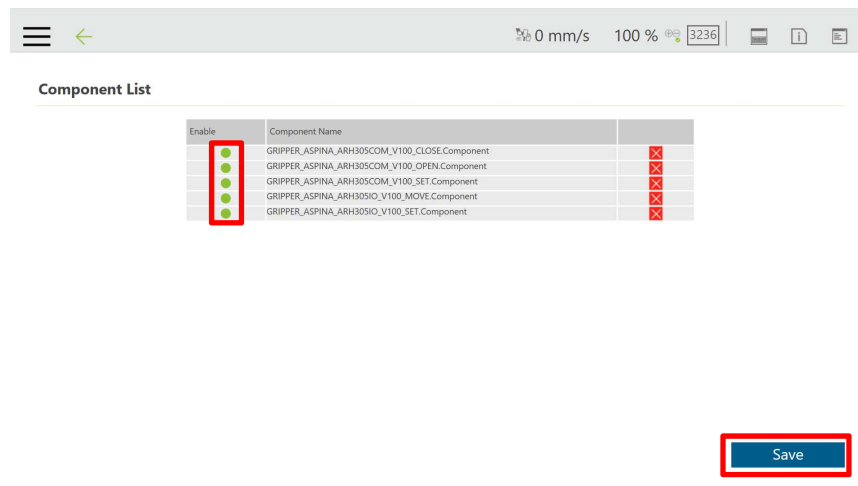 0 mm/s 100 % 3236
Component List
Enable Component Name
GRIPPER_ASPINA_ARH305COM_V100_CLOSE.Component
GRIPPER_ASPINA_ARH305COM_V100_OPEN.Component
GRIPPER_ASPINA_ARH305COM_V100_SET.Component
GRIPPER_ASPINA_ARH305IO_V100_MOVE.Component
GRIPPER_ASPINA_ARH305IO_V100_SET.Component
Save